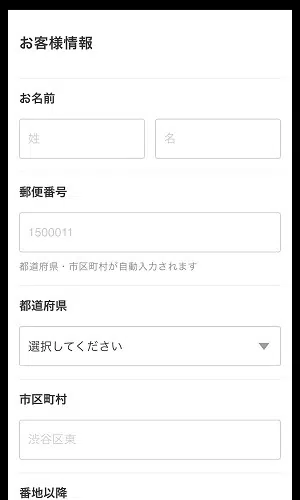 お客様情報
お名前
姓 名
郵便番号
1500011
都道府県・市区町村が自動入力されます
都道府県
選択してください
市区町村
渋谷区東
番地以降